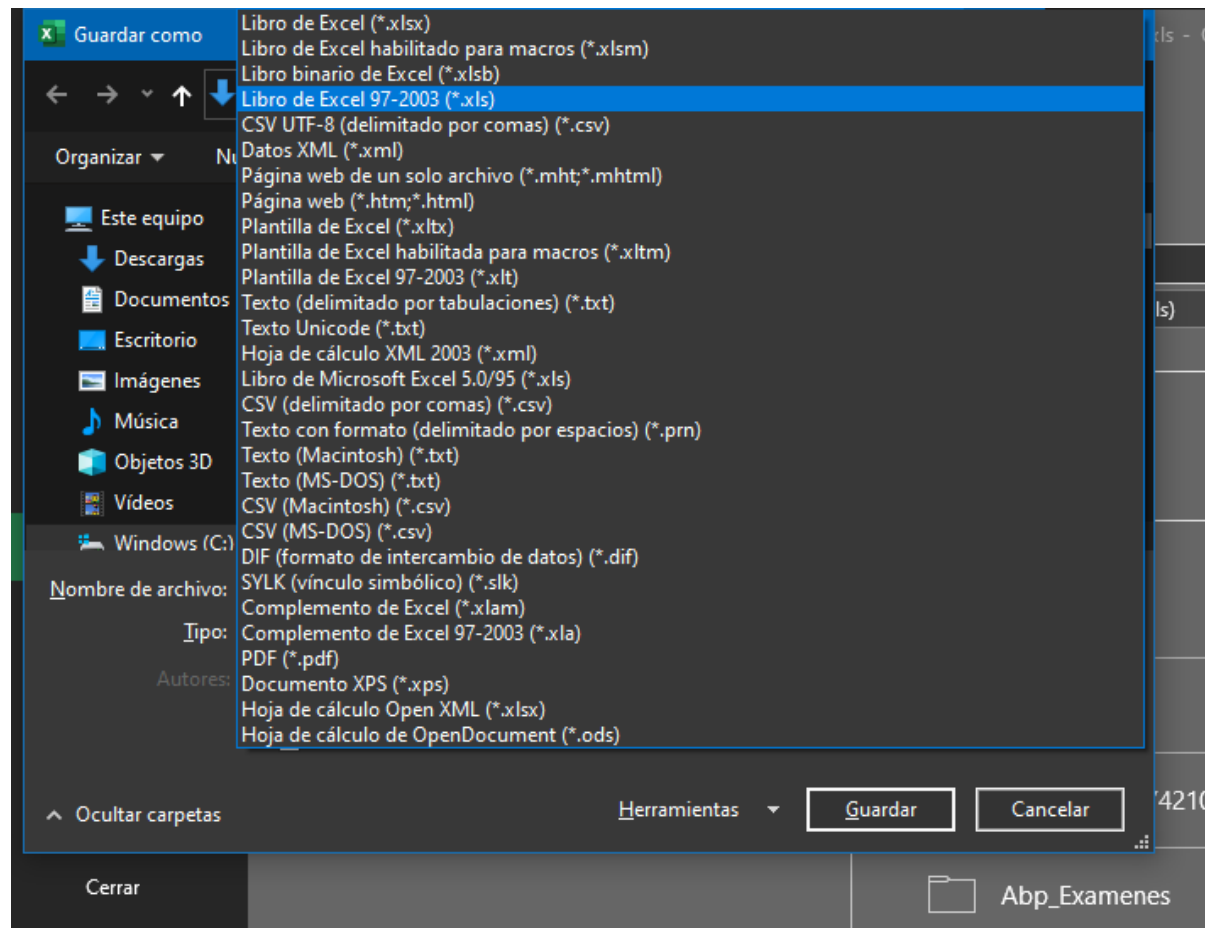 Guardar como
Organizar
Nu
Este equipo
Descargas
Documentos
Escritorio
Imágenes
Música
Objetos 3D
Vídeos
Windows (C:)
Nombre de archivo:
Tipo:
Autores:
Libro de Excel (*.xlsx)
Libro de Excel habilitado para macros (*.xlsm)
Libro binario de Excel (*.xlsb)
Libro de Excel 97-2003 (*.xls)
CSV UTF-8 (delimitado por comas) (*.csv)
Datos XML (*.xml)
Página web de un solo archivo (*.mht;*.mhtml)
Página web (*.htm;*.html)
Plantilla de Excel (*.xltx)
Plantilla de Excel habilitada para macros (*.xltm)
Plantilla de Excel 97-2003 (*.xlt)
Texto (delimitado por tabulaciones) (*.txt)
Texto Unicode (*.txt)
Hoja de cálculo XML 2003 (*.xml)
Libro de Microsoft Excel 5.0/95 (*.xls)
CSV (delimitado por comas) (*.csv)
Texto con formato (delimitado por espacios) (*.prn)
Texto (Macintosh) (*.txt)
Texto (MS-DOS) (*.txt)
CSV (Macintosh) (*.csv)
CSV (MS-DOS) (*.csv)
DIF (formato de intercambio de datos) (*.dif)
SYLK (vínculo simbólico) (*.slk)
Complemento de Excel (*.xlam)
Complemento de Excel 97-2003 (*.xla)
PDF (*.pdf)
Documento XPS (*.xps)
Hoja de cálculo Open XML (*.xlsx)
Hoja de cálculo de OpenDocument (*.ods)
Ocultar carpetas
Herramientas
Guardar
Cancelar
ls)
7421
Cerrar
Abp_Examenes